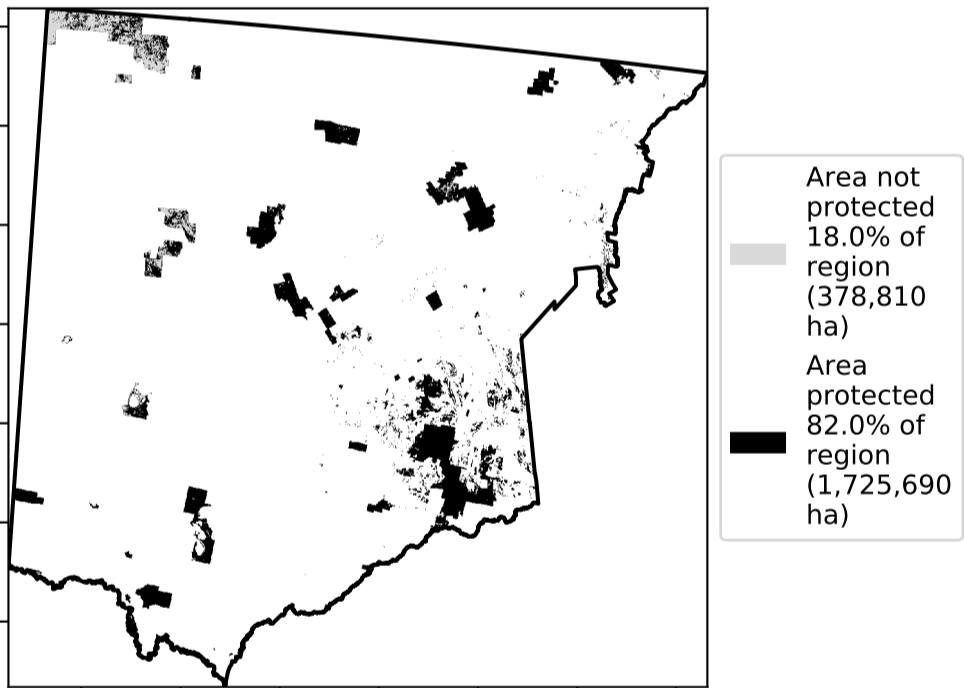 Area not
protected
18.0% of
region
(378,810
ha)
Area
protected
82.0% of
region
(1,725,690
ha)